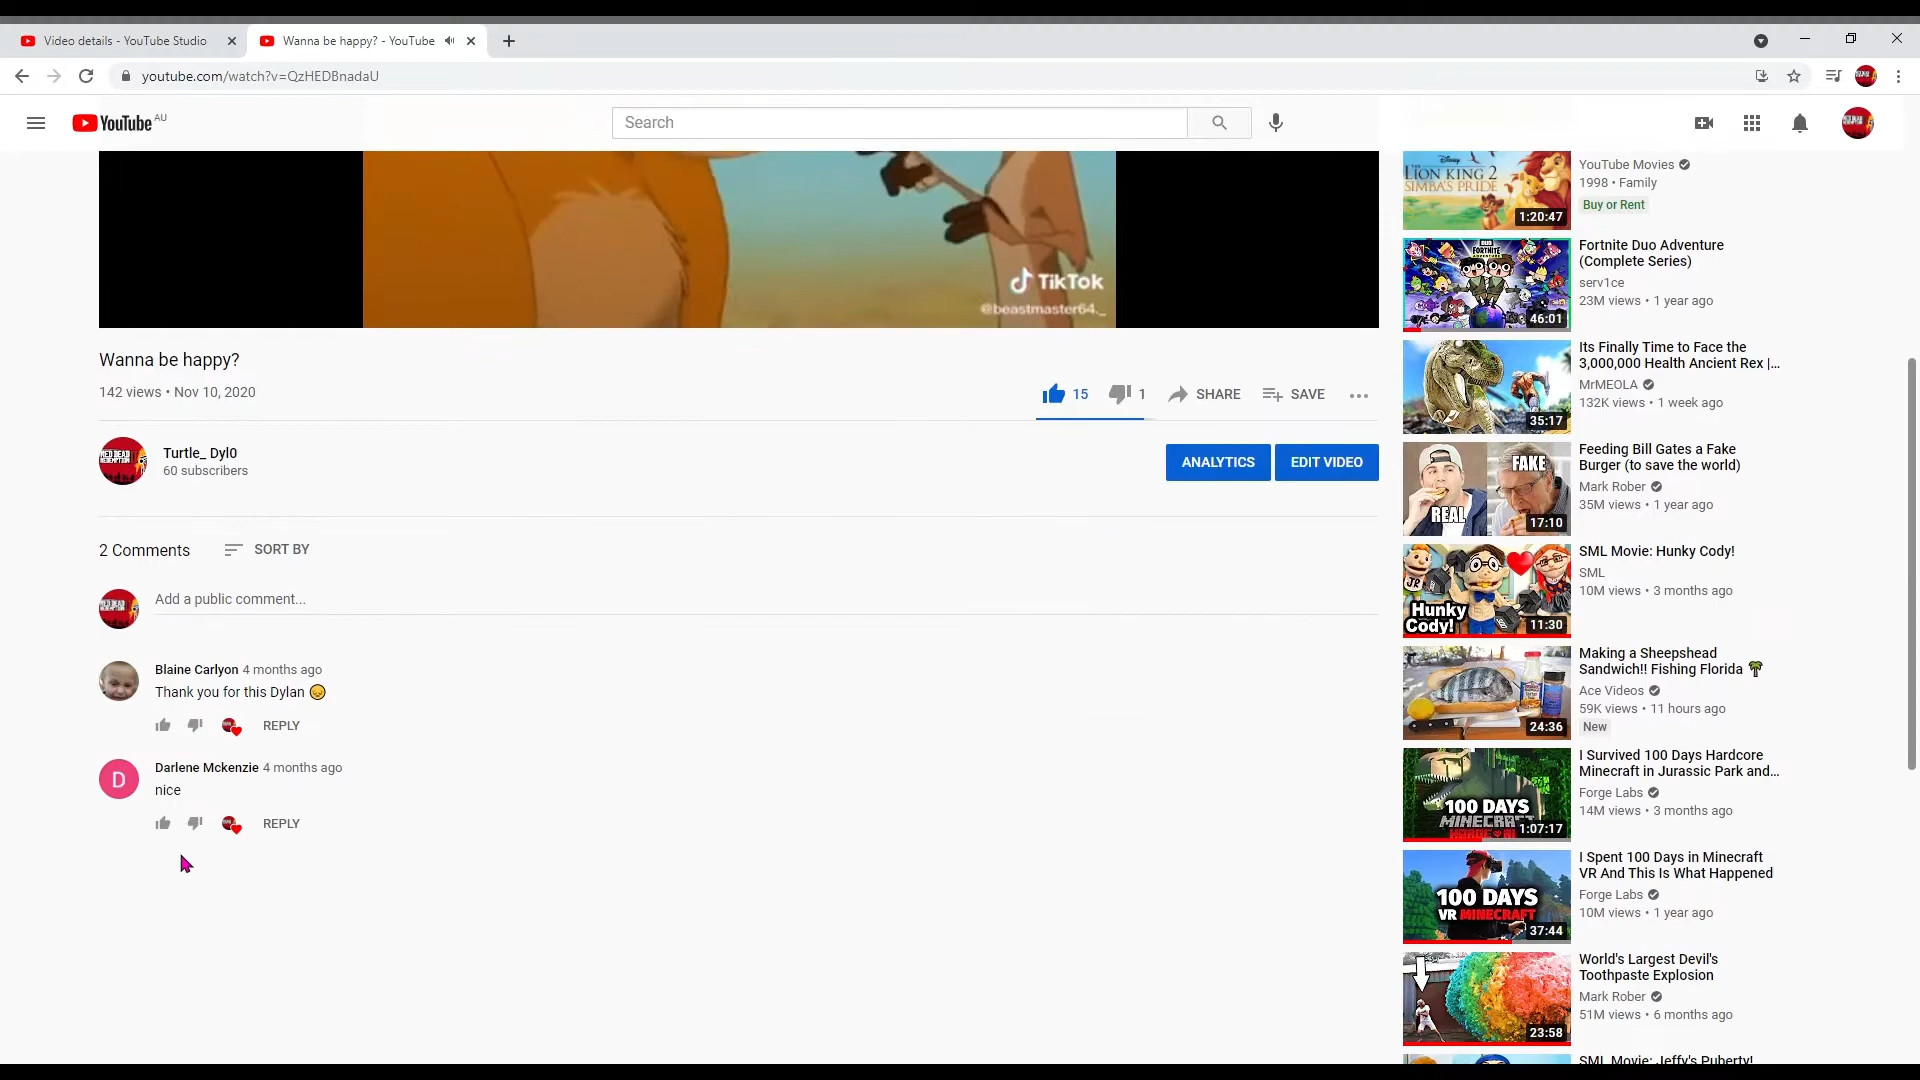 Video details - YouTube Studio
Wanna be happy? - YouTube
youtube.com/watch?v=QzHEDBnadaU
YouTube AU
Search
TikTok
@beastmaster64._
Wanna be happy?
142 views • Nov 10, 2020
15
1
SHARE
SAVE
Turtle_ Dyl0
60 subscribers
ANALYTICS
EDIT VIDEO
2 Comments
SORT BY
Add a public comment...
Blaine Carlyon 4 months ago
Thank you for this Dylan 😞
REPLY
D
Darlene Mckenzie 4 months ago
nice
REPLY
Disney
LION KING 2
SIMBA'S PRIDE
1:20:47
YouTube Movies
1998 • Family
Buy or Rent
DUO
FORTNITE
46:01
Fortnite Duo Adventure
(Complete Series)
serv1ce
23M views • 1 year ago
35:17
Its Finally Time to Face the
3,000,000 Health Ancient Rex |...
MrMEOLA
132K views • 1 week ago
FAKE
REAL
17:10
Feeding Bill Gates a Fake
Burger (to save the world)
Mark Rober
35M views • 1 year ago
JR
Hunky
Cody!
11:30
SML Movie: Hunky Cody!
SML
10M views • 3 months ago
24:36
Making a Sheepshead
Sandwich!! Fishing Florida 🌴
Ace Videos
59K views • 11 hours ago
New
100 DAYS
MINECRAFT
1:07:17
I Survived 100 Days Hardcore
Minecraft in Jurassic Park and...
Forge Labs
14M views • 3 months ago
100 DAYS
VR MINECRAFT
37:44
I Spent 100 Days in Minecraft
VR And This Is What Happened
Forge Labs
10M views • 1 year ago
23:58
World's Largest Devil's
Toothpaste Explosion
Mark Rober
51M views • 6 months ago
SML Movie: Jeffy's Puberty!